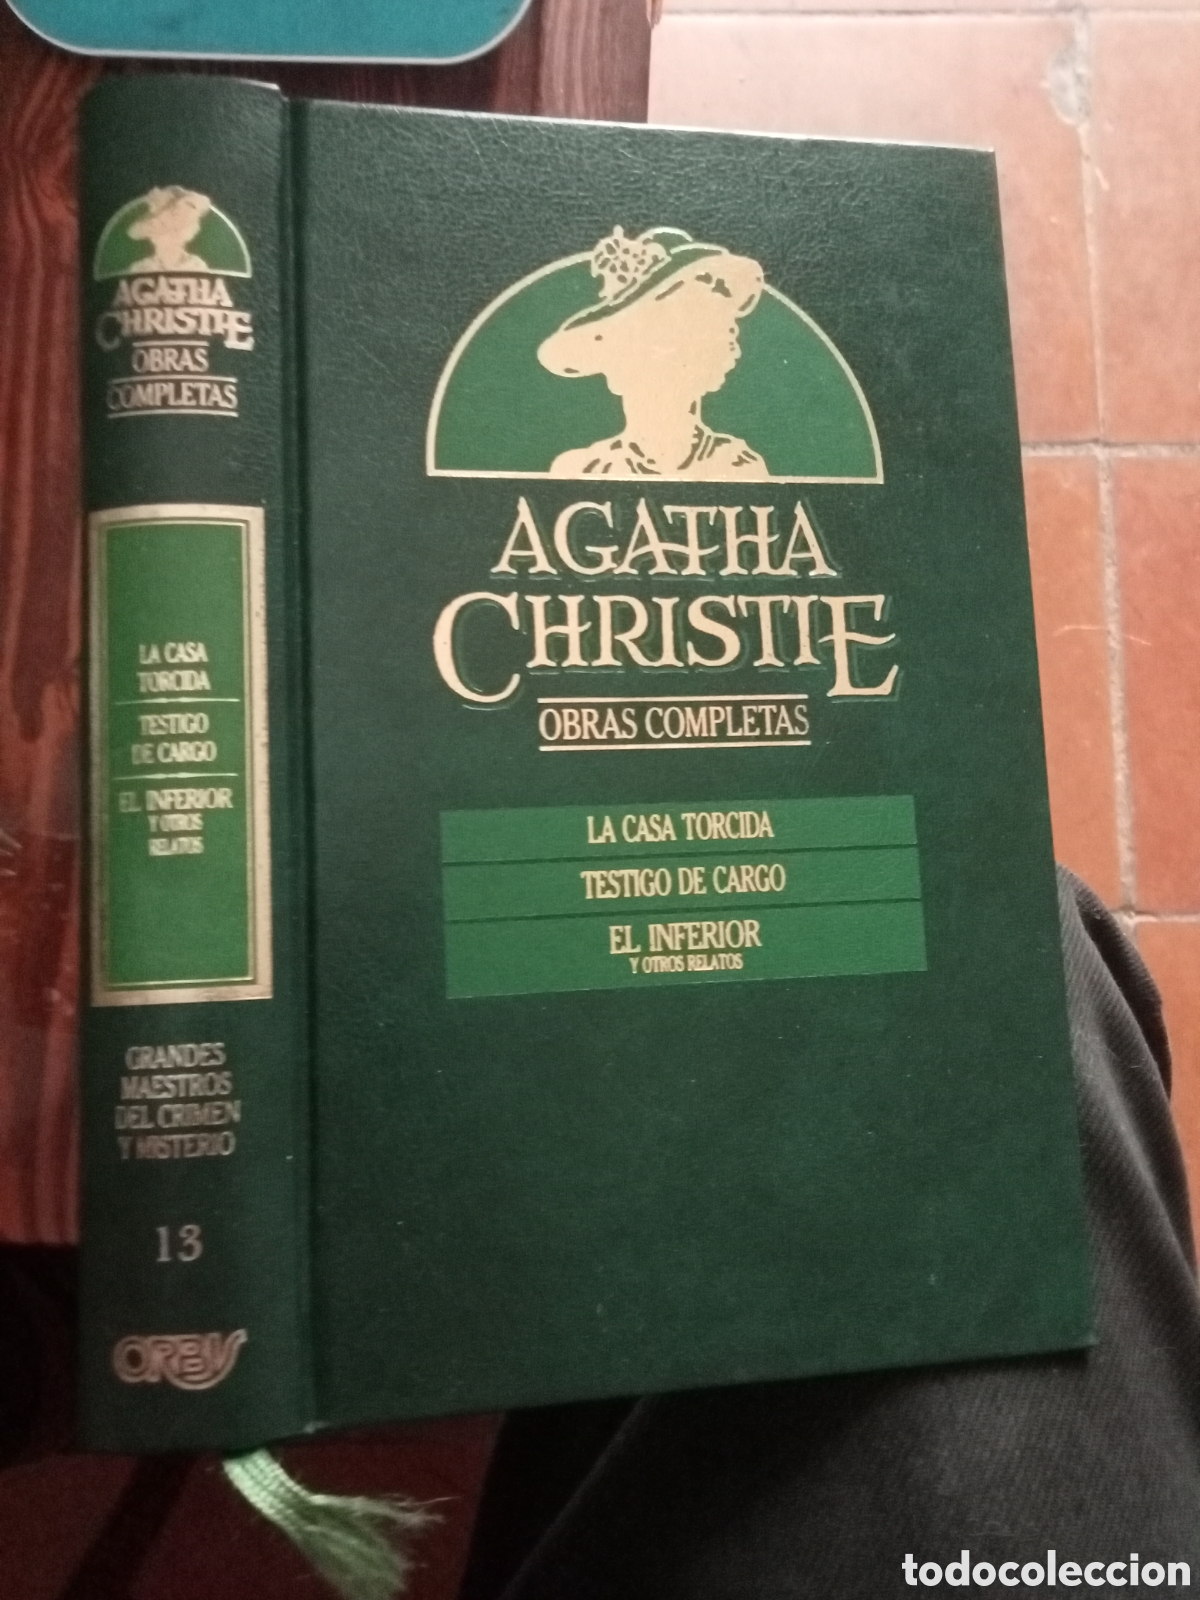 AGATHA
CHRISTIE
OBRAS
COMPLETAS
LA CASA
TORCIDA
TESTIGO
DE CARGO
EL INFERIOR
Y OTROS
RELATOS
GRANDES
MAESTROS
DEL CRIMEN
Y MISTERIO
13
ORBIS
AGATHA
CHRISTIE
OBRAS COMPLETAS
LA CASA TORCIDA
TESTIGO DE CARGO
EL INFERIOR
Y OTROS RELATOS
todocoleccion